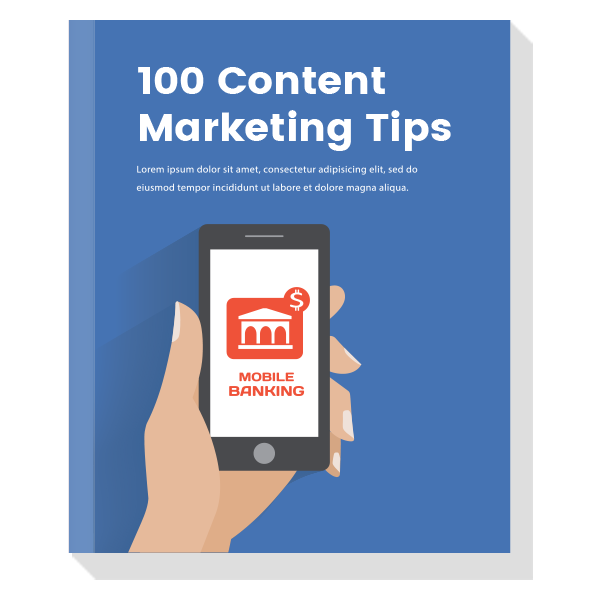 100 Content
Marketing Tips
Lorem ipsum dolor sit amet, consectetur adipisicing elit, sed do
eiusmod tempor incididunt ut labore et dolore magna aliqua.
$
MOBILE
BANKING